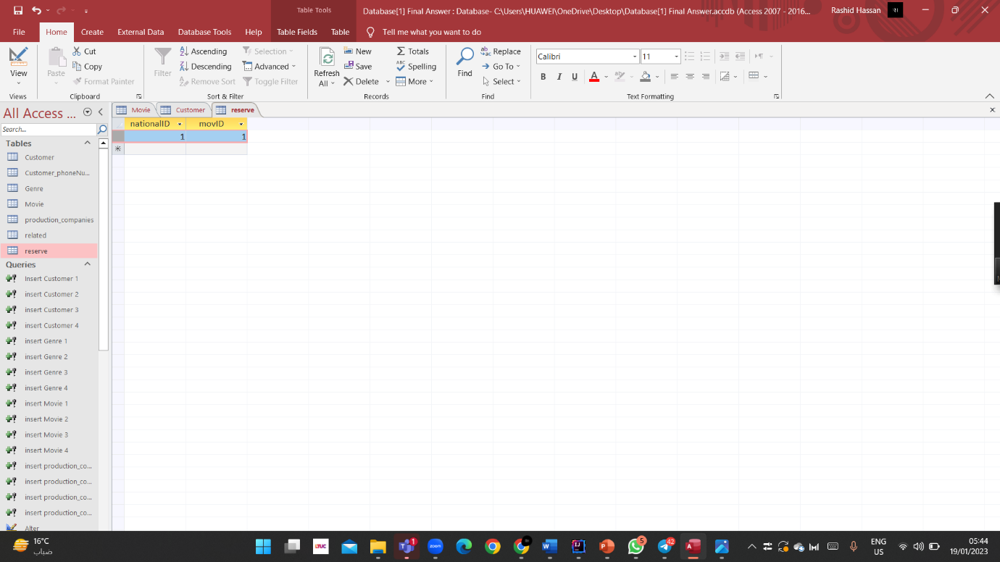 Table Tools
Database[1] Final Answer : Database- C:\Users\HUAWEI\OneDrive\Desktop\Database[1] Final Answer.accdb (Access 2007 - 2016...
Rashid Hassan
File Home Create External Data Database Tools Help Table Fields Table Tell me what you want to do
View
Views
Paste
Cut
Copy
Format Painter
Clipboard
Filter
Ascending
Descending
Remove Sort
Selection
Advanced
Toggle Filter
Sort & Filter
Refresh All
New
Save
Delete
Totals
Spelling
More
Records
Find
Replace
Go To
Select
Find
Calibri 11
B I U A
Text Formatting
All Access ...
Search...
Tables
Customer
Customer_phoneNu...
Genre
Movie
production_companies
related
reserve
Queries
Insert Customer 1
insert Customer 2
insert Customer 3
insert Customer 4
insert Genre 1
insert Genre 2
insert Genre 3
insert Genre 4
insert Movie 1
insert Movie 2
insert Movie 3
insert Movie 4
insert production_co...
insert production_co...
insert production_co...
insert production_co...
Alter
Movie Customer reserve
nationalID movID
1 1
16°C
ضباب
1
zoom
5
42
ENG
US
05:44
19/01/2023